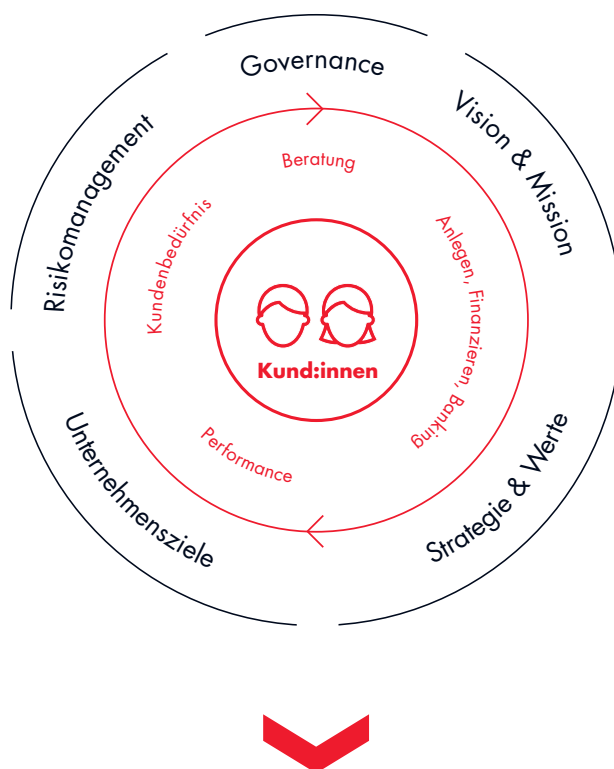 Governance
Vision & Mission
Strategie & Werte
Unternehmensziele
Risikomanagement
Beratung
Anlegen, Finanzieren, Banking
Performance
Kundenbedürfnis
Kund:innen